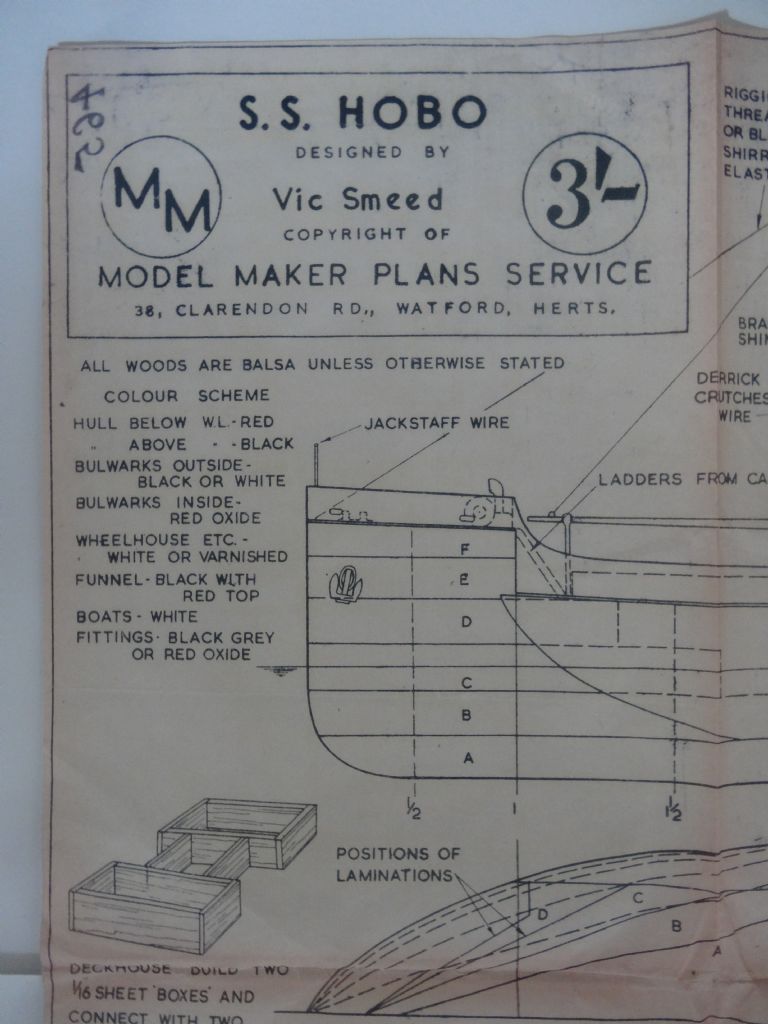 462
S.S. HOBO
DESIGNED BY
MM
Vic Smeed
3/-
COPYRIGHT OF
MODEL MAKER PLANS SERVICE
38, CLARENDON RD., WATFORD, HERTS.
ALL WOODS ARE BALSA UNLESS OTHERWISE STATED
COLOUR SCHEME
HULL BELOW W.L.-RED
" ABOVE " -BLACK
BULWARKS OUTSIDE-
BLACK OR WHITE
BULWARKS INSIDE-
RED OXIDE
WHEELHOUSE ETC.-
WHITE OR VARNISHED
FUNNEL-BLACK WITH
RED TOP
BOATS-WHITE
FITTINGS-BLACK GREY
OR RED OXIDE
JACKSTAFF WIRE
DERRICK
CRUTCHES
WIRE
LADDERS FROM
F
E
D
C
B
A
1/2
1
1 1/2
POSITIONS OF
LAMINATIONS
D
C
B
A
DECKHOUSE BUILD TWO
1/16 SHEET 'BOXES' AND
CONNECT WITH TWO